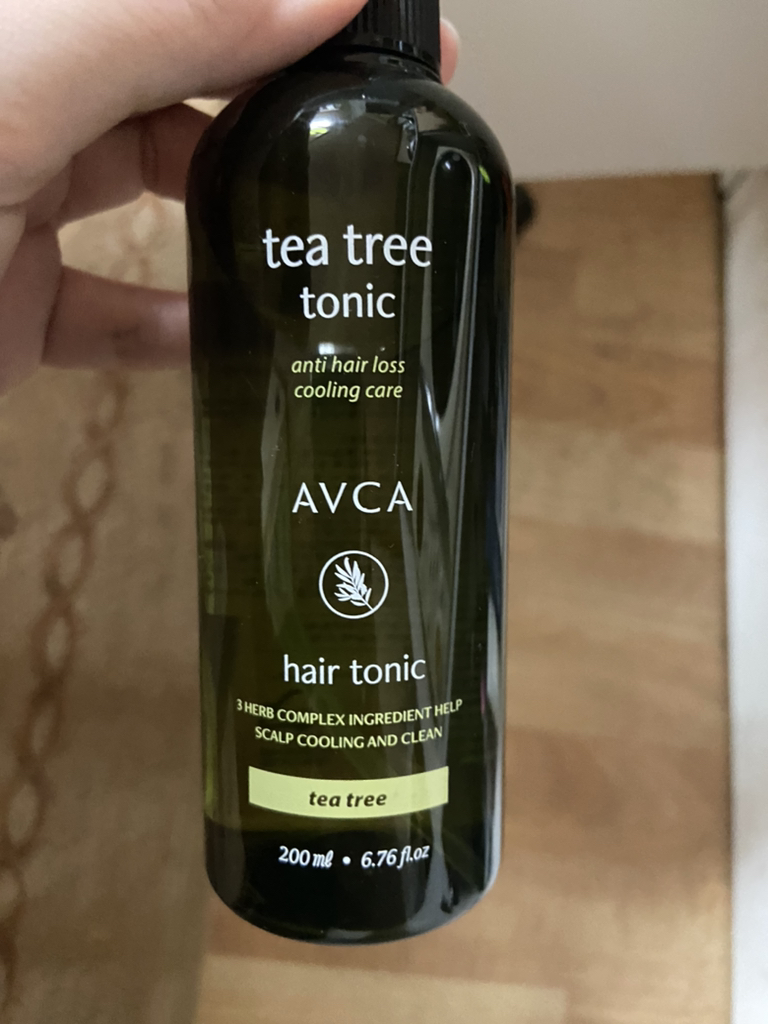 tea tree
tonic
anti hair loss
cooling care
AVCA
hair tonic
3 HERB COMPLEX INGREDIENT HELP
SCALP COOLING AND CLEAN
tea tree
200ml • 6.76 fl.oz